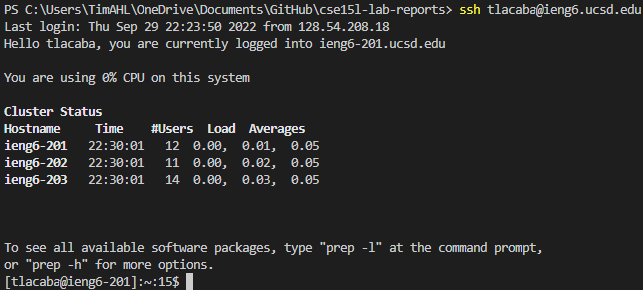 PS C:\Users\TimAHL\OneDrive\Documents\GitHub\cse15l-lab-reports> ssh tlacaba@ieng6.ucsd.edu
Last login: Thu Sep 29 22:23:50 2022 from 128.54.208.18
Hello tlacaba, you are currently logged into ieng6-201.ucsd.edu
You are using 0% CPU on this system
Cluster Status
Hostname     Time    #Users  Load  Averages
ieng6-201   22:30:01   12  0.00,  0.01,  0.05
ieng6-202   22:30:01   11  0.00,  0.02,  0.05
ieng6-203   22:30:01   14  0.00,  0.03,  0.05
To see all available software packages, type "prep -l" at the command prompt,
or "prep -h" for more options.
[tlacaba@ieng6-201]:~:15$